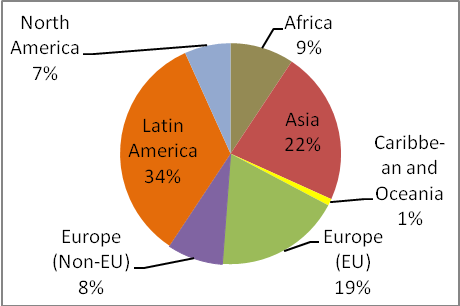 North
America
7%
Africa
9%
Asia
22%
Caribbe-
an and
Oceania
1%
Europe
(EU)
19%
Europe
(Non-EU)
8%
Latin
America
34%